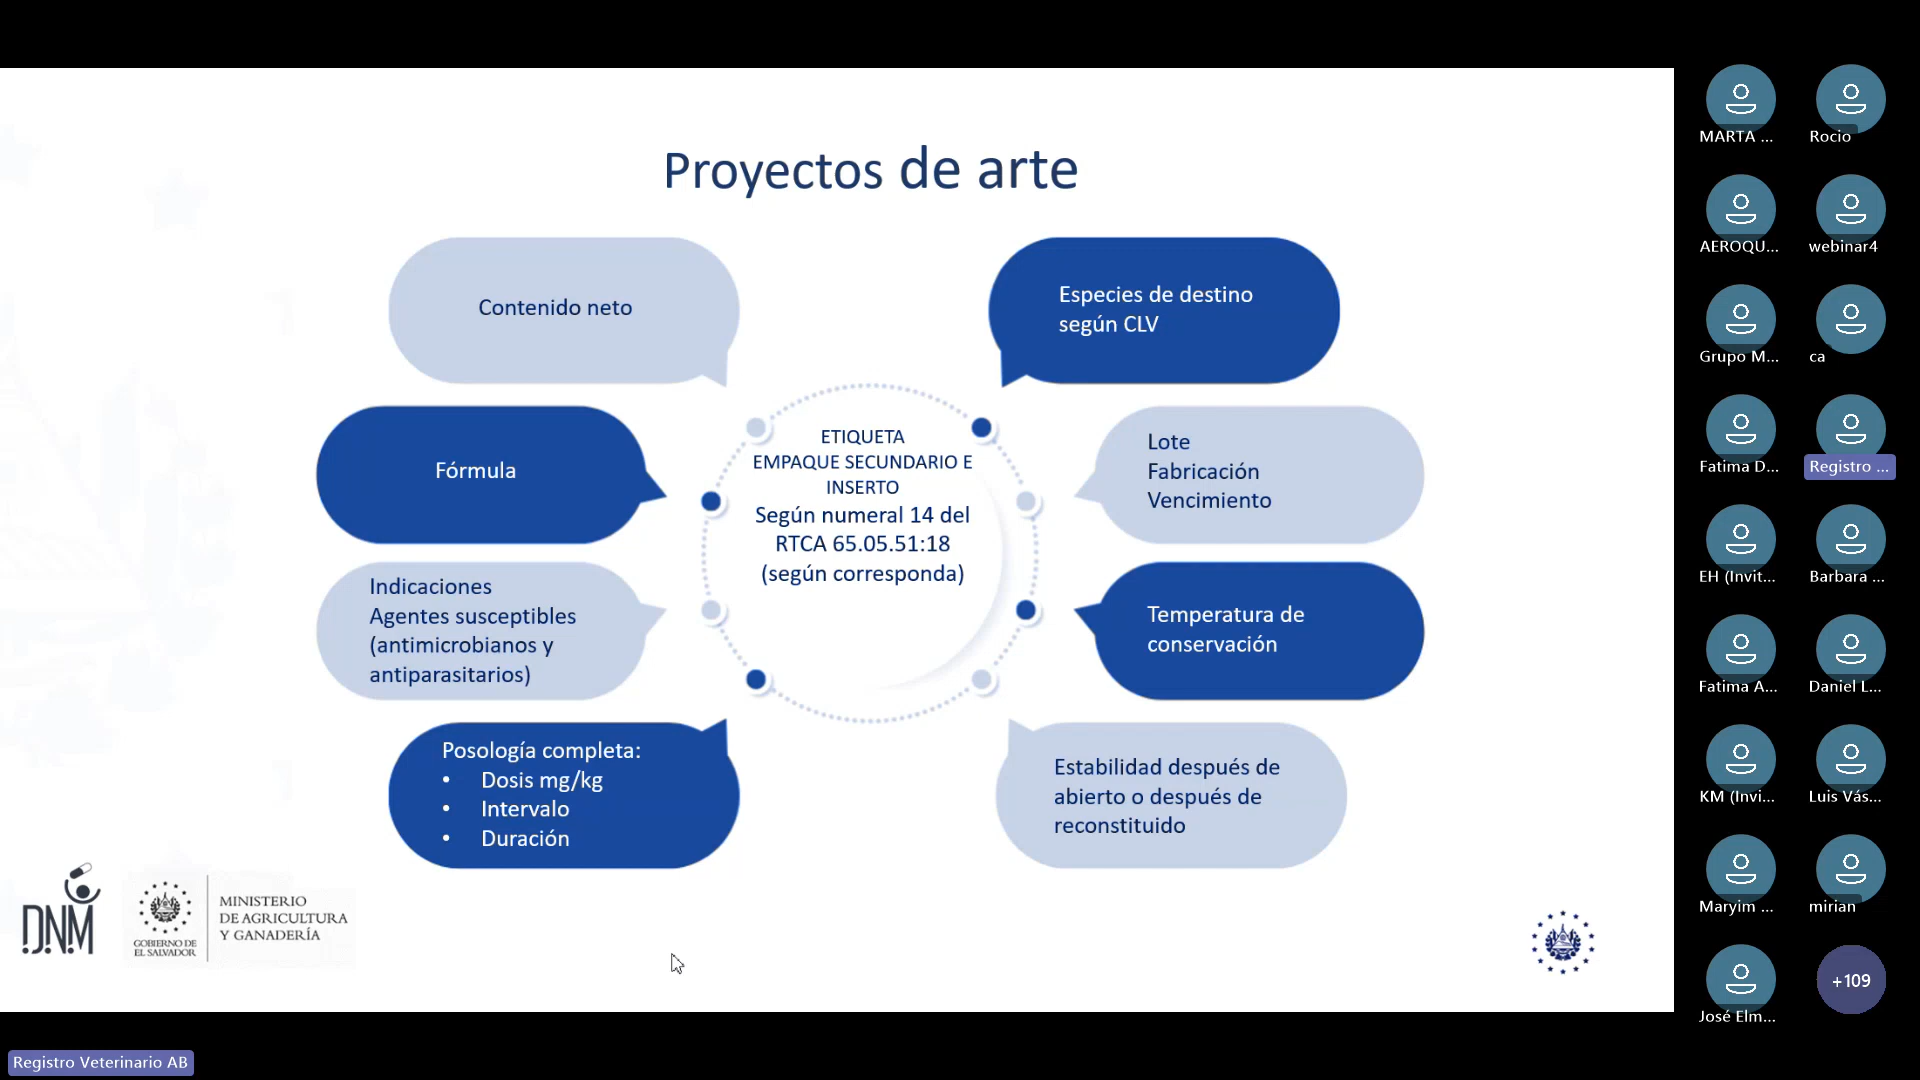 Proyectos de arte
Contenido neto
Fórmula
Indicaciones
Agentes susceptibles
(antimicrobianos y
antiparasitarios)
Posología completa:
• Dosis mg/kg
• Intervalo
• Duración
ETIQUETA
EMPAQUE SECUNDARIO E
INSERTO
Según numeral 14 del
RTCA 65.05.51:18
(según corresponda)
Especies de destino
según CLV
Lote
Fabricación
Vencimiento
Temperatura de
conservación
Estabilidad después de
abierto o después de
reconstituido
DNM
GOBIERNO DE
EL SALVADOR
MINISTERIO
DE AGRICULTURA
Y GANADERÍA
MARTA ...
Rocio
AEROQU...
webinar4
Grupo M...
ca
Fatima D...
Registro ...
EH (Invit...
Barbara ...
Fatima A...
Daniel L...
KM (Invi...
Luis Vás...
Maryim ...
mirian
José Elm...
+109
Registro Veterinario AB